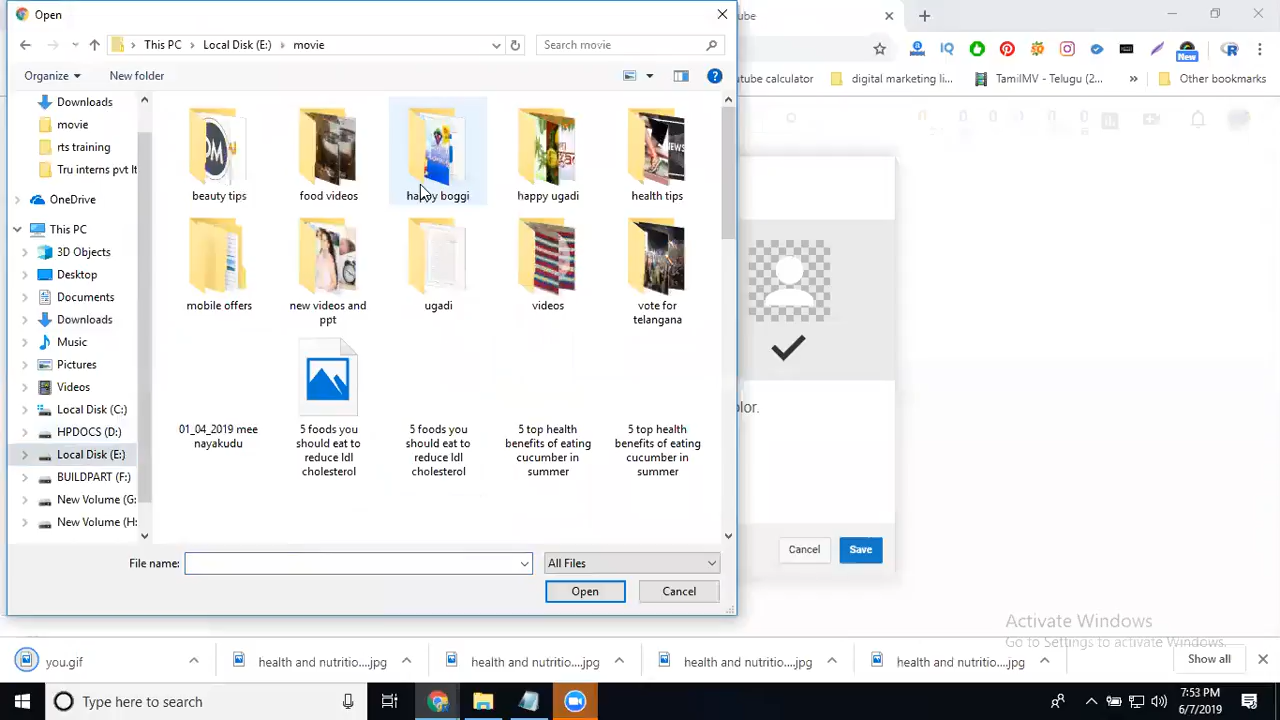 Open
ube
This PC
Local Disk (E:)
movie
Search movie
Organize
New folder
New
utube calculator
digital marketing li...
TamilMV - Telugu (2...
»
Other bookmarks
Downloads
movie
rts training
Tru interns pvt lt
OneDrive
This PC
3D Objects
Desktop
Documents
Downloads
Music
Pictures
Videos
Local Disk (C:)
HPDOCS (D:)
Local Disk (E:)
BUILDPART (F:)
New Volume (G:
New Volume (H:
NEWS
beauty tips
food videos
happy boggi
happy ugadi
health tips
mobile offers
new videos and
ppt
ugadi
videos
vote for
telangana
01_04_2019 mee
nayakudu
5 foods you
should eat to
reduce ldl
cholesterol
5 foods you
should eat to
reduce ldl
cholesterol
5 top health
benefits of eating
cucumber in
summer
5 top health
benefits of eating
cucumber in
summer
olor.
File name:
All Files
Open
Cancel
Cancel
Save
Activate Windows
Go to Settings to activate Windows.
you.gif
health and nutritio....jpg
health and nutritio....jpg
health and nutritio....jpg
health and nutritio....jpg
Show all
Type here to search
7:53 PM
6/7/2019